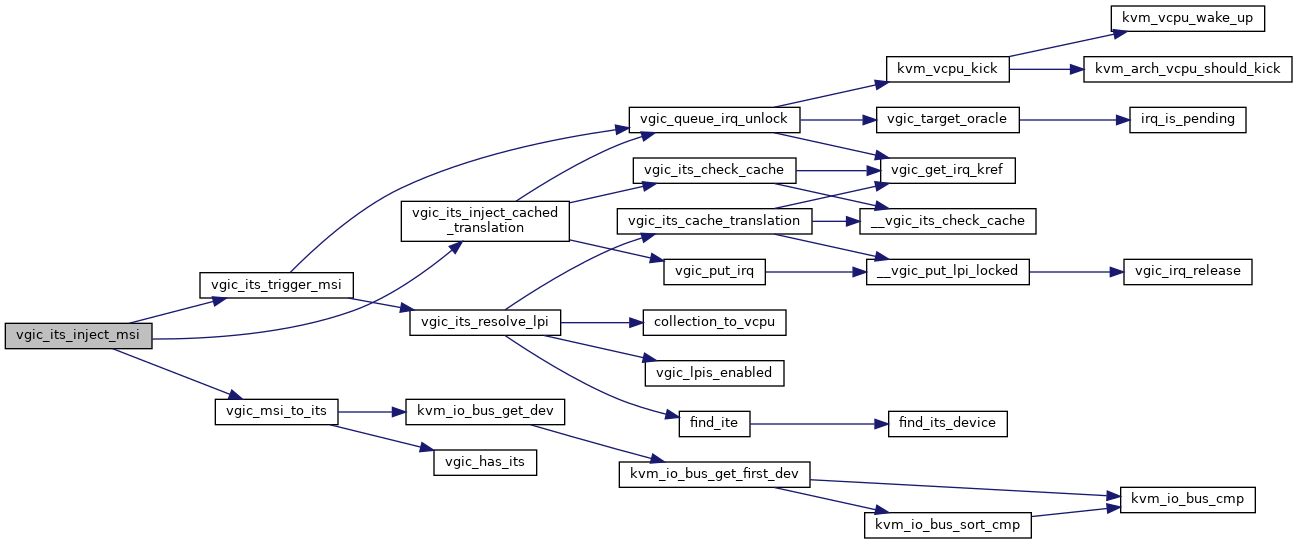 kvm_vcpu_wake_up
kvm_vcpu_kick
kvm_arch_vcpu_should_kick
vgic_queue_irq_unlock
vgic_target_oracle
irq_is_pending
vgic_its_check_cache
vgic_get_irq_kref
vgic_its_inject_cached
_translation
vgic_its_cache_translation
__vgic_its_check_cache
vgic_put_irq
__vgic_put_lpi_locked
vgic_irq_release
vgic_its_trigger_msi
vgic_its_inject_msi
vgic_its_resolve_lpi
collection_to_vcpu
vgic_lpis_enabled
vgic_msi_to_its
kvm_io_bus_get_dev
find_ite
find_its_device
vgic_has_its
kvm_io_bus_get_first_dev
kvm_io_bus_cmp
kvm_io_bus_sort_cmp